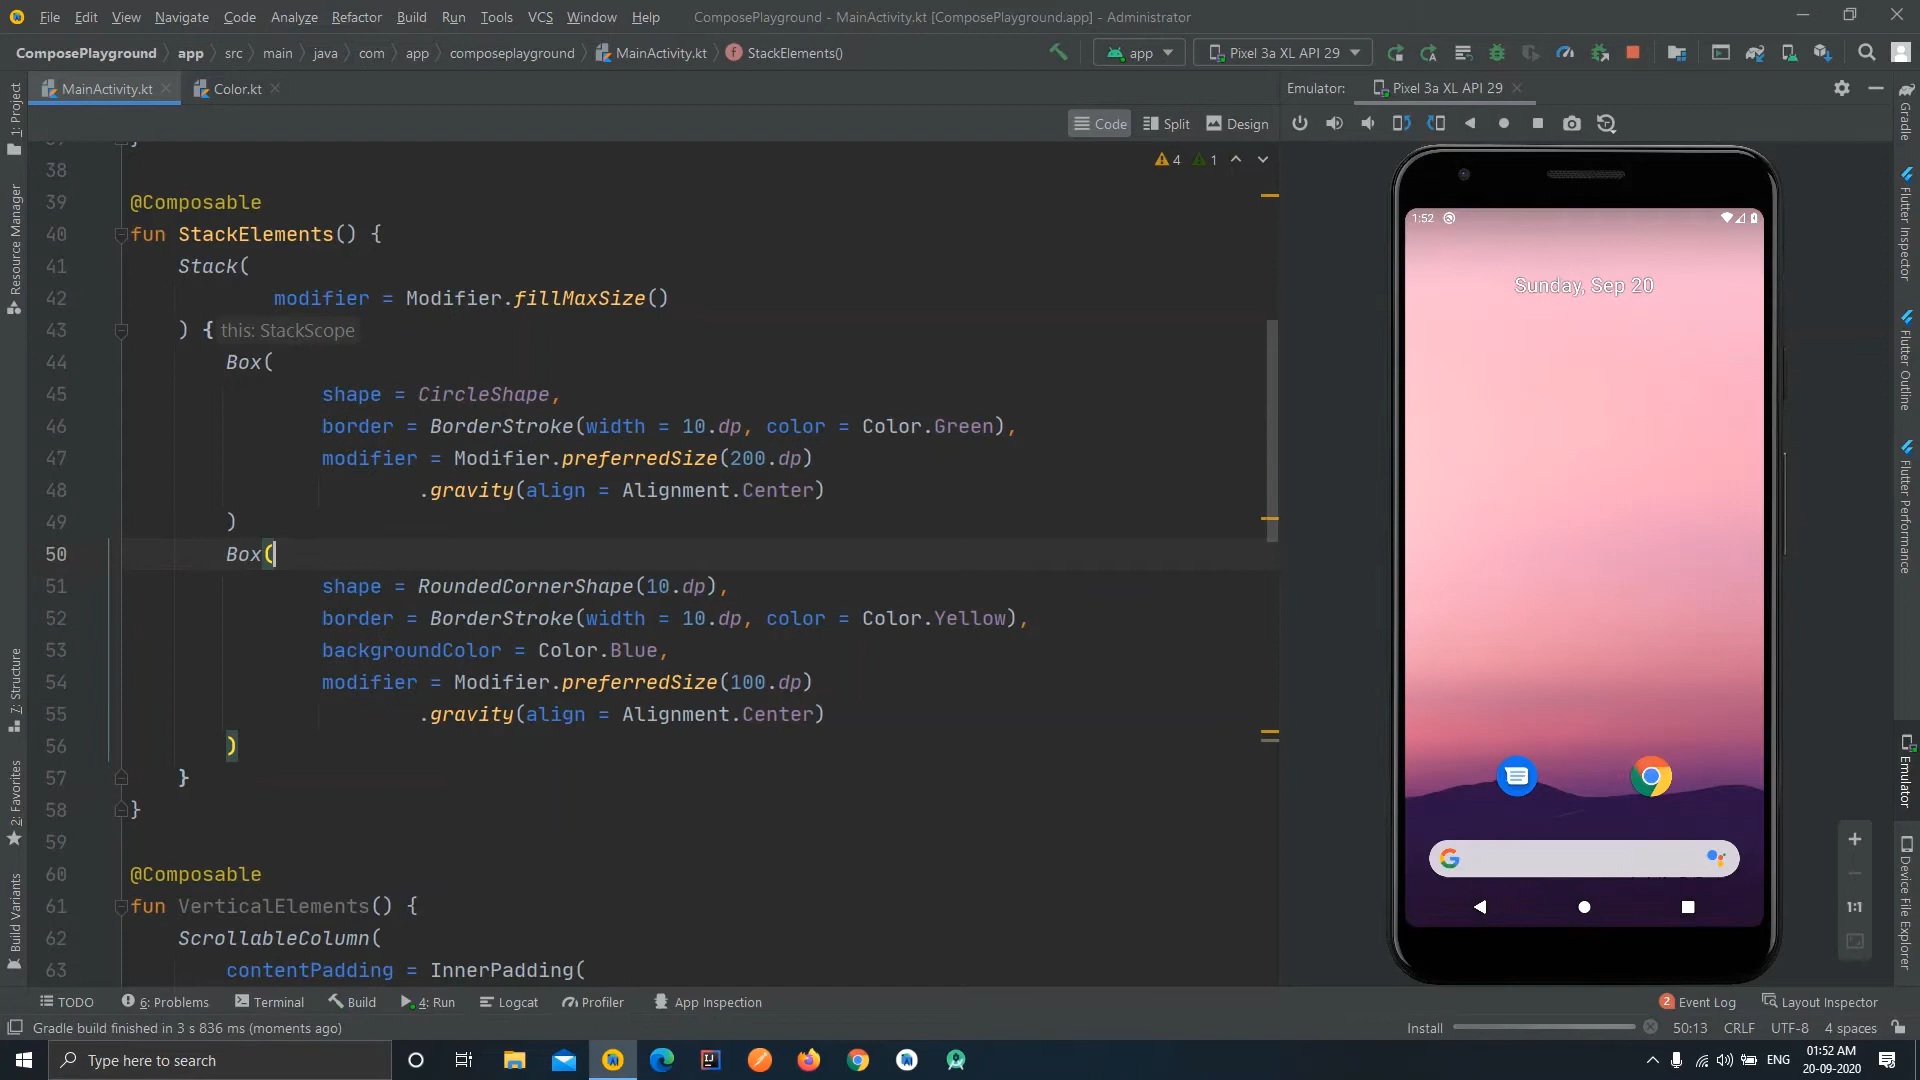 File Edit View Navigate Code Analyze Refactor Build Run Tools VCS Window Help ComposePlayground - MainActivity.kt [ComposePlayground.app] - Administrator
ComposePlayground app src main java com app composeplayground MainActivity.kt StackElements() app Pixel 3a XL API 29
MainActivity.kt Color.kt
Emulator: Pixel 3a XL API 29
Code Split Design
4 1
38
39 @Composable
40 fun StackElements() {
41 Stack(
42 modifier = Modifier.fillMaxSize()
43 ) { this: StackScope
44 Box(
45 shape = CircleShape,
46 border = BorderStroke(width = 10.dp, color = Color.Green),
47 modifier = Modifier.preferredSize(200.dp)
48 .gravity(align = Alignment.Center)
49 )
50 Box(
51 shape = RoundedCornerShape(10.dp),
52 border = BorderStroke(width = 10.dp, color = Color.Yellow),
53 backgroundColor = Color.Blue,
54 modifier = Modifier.preferredSize(100.dp)
55 .gravity(align = Alignment.Center)
56 )
57 }
58 }
59
60 @Composable
61 fun VerticalElements() {
62 ScrollableColumn(
63 contentPadding = InnerPadding(
1: Project
Resource Manager
7: Structure
2: Favorites
Build Variants
1:52
Sunday, Sep 20
Gradle
Flutter Inspector
Flutter Outline
Flutter Performance
Emulator
Device File Explorer
1:1
TODO 6: Problems Terminal Build 4: Run Logcat Profiler App Inspection 2 Event Log Layout Inspector
Gradle build finished in 3 s 836 ms (moments ago) Install 50:13 CRLF UTF-8 4 spaces
Type here to search
ENG
01:52 AM
20-09-2020